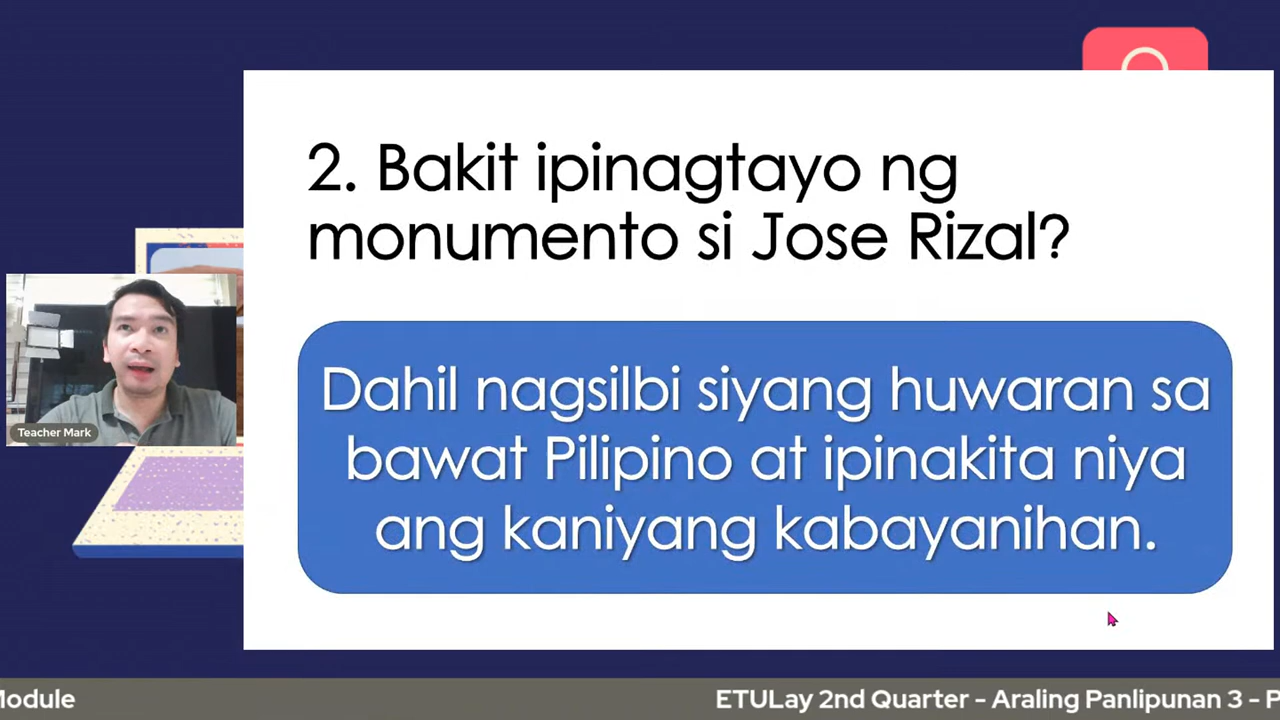 2. Bakit ipinagtayo ng
monumento si Jose Rizal?
Dahil nagsilbi siyang huwaran sa
bawat Pilipino at ipinakita niya
ang kaniyang kabayanihan.
Teacher Mark
Module
ETULay 2nd Quarter - Araling Panlipunan 3 - P